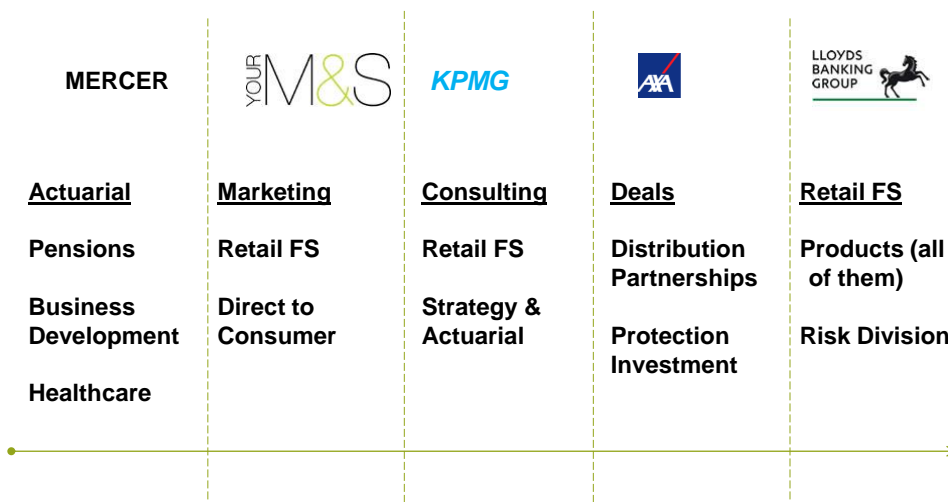 MERCER
YOUR M&S
KPMG
AXA
LLOYDS
BANKING
GROUP
Actuarial
Pensions
Business
Development
Healthcare
Marketing
Retail FS
Direct to
Consumer
Consulting
Retail FS
Strategy &
Actuarial
Deals
Distribution
Partnerships
Protection
Investment
Retail FS
Products (all
of them)
Risk Division